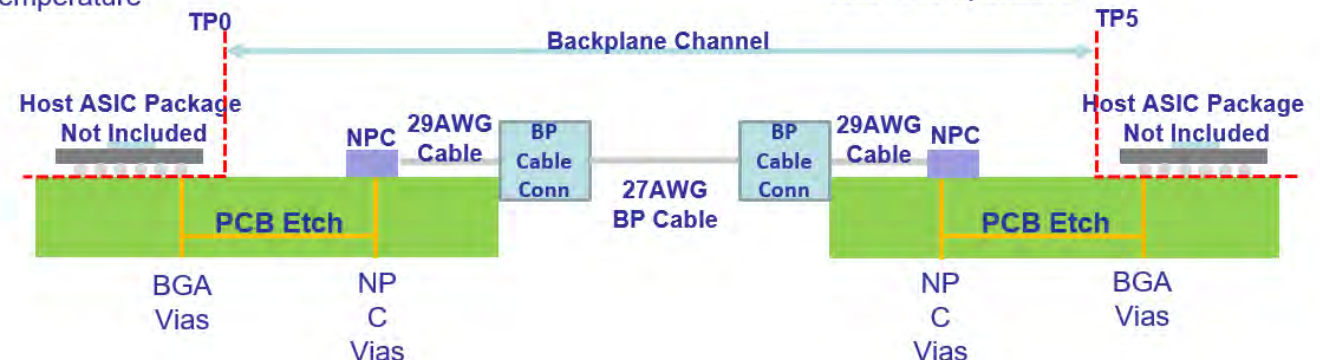 emperature
TP0
TP5
Backplane Channel
Host ASIC Package
Not Included
NPC
29AWG
Cable
BP
Cable
Conn
27AWG
BP Cable
BP
Cable
Conn
29AWG
Cable
NPC
Host ASIC Package
Not Included
PCB Etch
PCB Etch
BGA
Vias
NP
C
Vias
NP
C
Vias
BGA
Vias